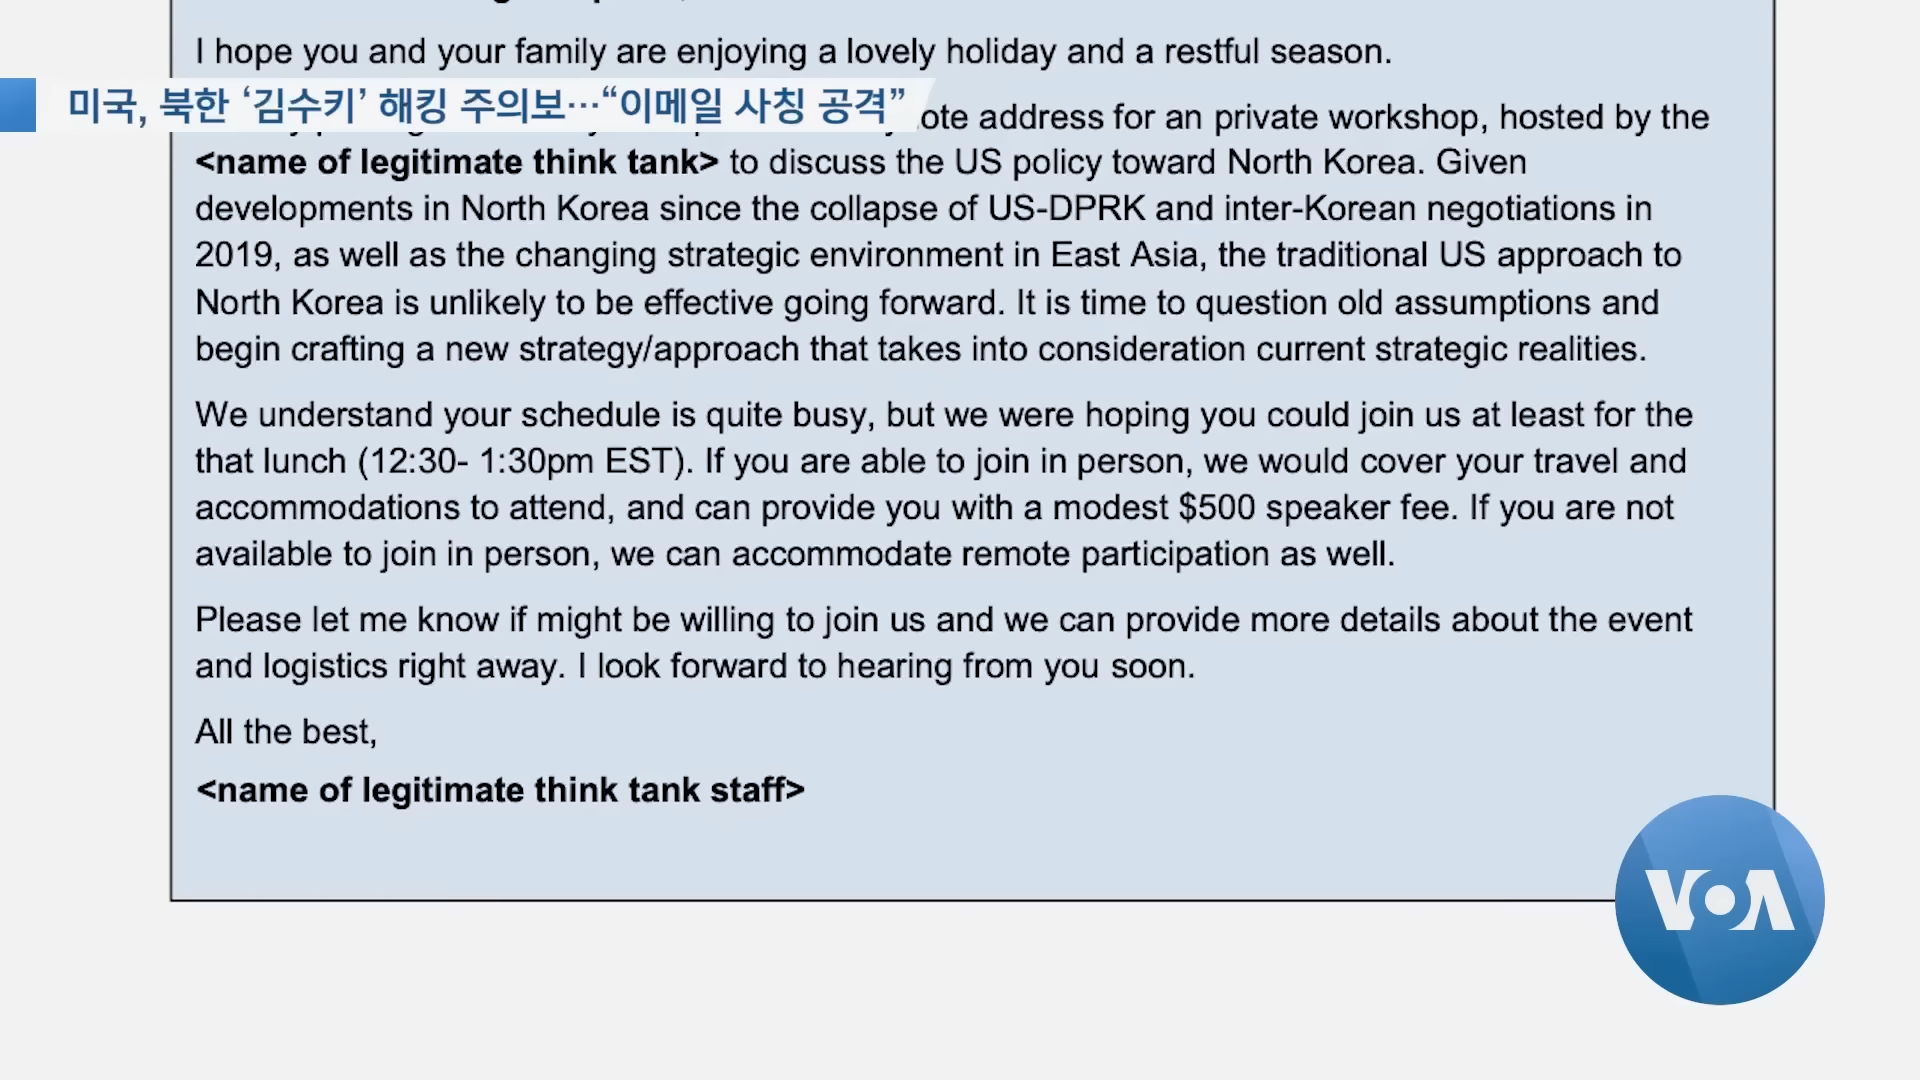 I hope you and your family are enjoying a lovely holiday and a restful season.
미국, 북한 ‘김수키’ 해킹 주의보…“이메일 사칭 공격”
address for an private workshop, hosted by the
<name of legitimate think tank> to discuss the US policy toward North Korea. Given
developments in North Korea since the collapse of US-DPRK and inter-Korean negotiations in
2019, as well as the changing strategic environment in East Asia, the traditional US approach to
North Korea is unlikely to be effective going forward. It is time to question old assumptions and
begin crafting a new strategy/approach that takes into consideration current strategic realities.
We understand your schedule is quite busy, but we were hoping you could join us at least for the
that lunch (12:30- 1:30pm EST). If you are able to join in person, we would cover your travel and
accommodations to attend, and can provide you with a modest $500 speaker fee. If you are not
available to join in person, we can accommodate remote participation as well.
Please let me know if might be willing to join us and we can provide more details about the event
and logistics right away. I look forward to hearing from you soon.
All the best,
<name of legitimate think tank staff>
VOA